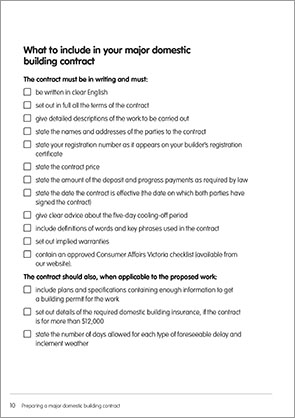 What to include in your major domestic
building contract
The contract must be in writing and must:
be written in clear English
set out in full all the terms of the contract
give detailed descriptions of the work to be carried out
state the names and addresses of the parties to the contract
state your registration number as it appears on your builder's registration
certificate
state the contract price
state the amount of the deposit and progress payments as required by law
state the date the contract is effective (the date on which both parties have
signed the contract)
give clear advice about the five-day cooling-off period
include definitions of words and key phrases used in the contract
set out implied warranties
contain an approved Consumer Affairs Victoria checklist (available from
our website).
The contract should also, when applicable to the proposed work:
include plans and specifications containing enough information to get
a building permit for the work
set out details of the required domestic building insurance, if the contract
is for more than $12,000
state the number of days allowed for each type of foreseeable delay and
inclement weather
10 Preparing a major domestic building contract